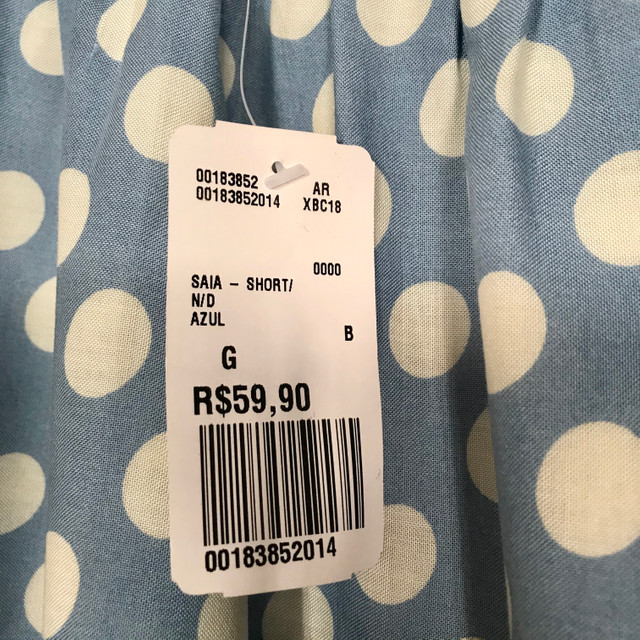 00183852 AR
00183852014 XBC18
0000
SAIA - SHORT/
N/D
AZUL
B
G
R$59,90
00183852014